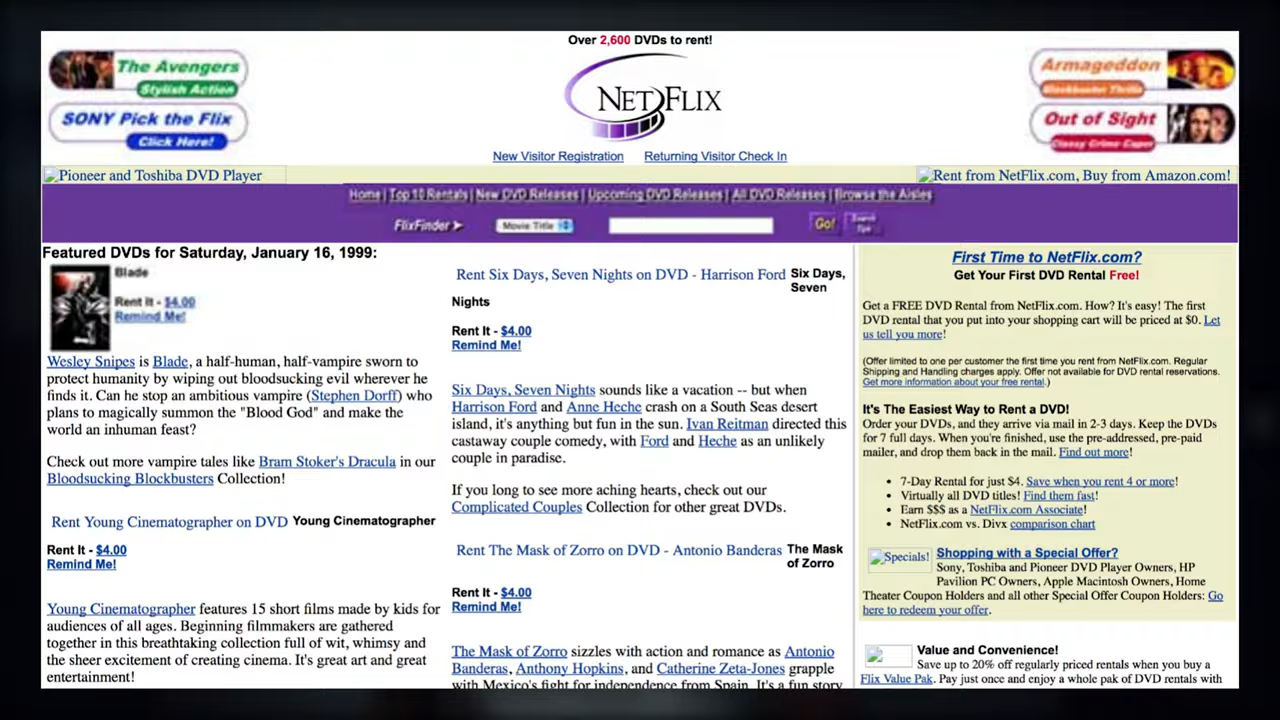 Over 2,600 DVDs to rent!
The Avengers
Stylish Action
SONY Pick the Flix
Click Here!
NETFLIX
Armageddon
Blockbuster Thrills
Out of Sight
Classy Crime Caper
New Visitor Registration Returning Visitor Check In
Pioneer and Toshiba DVD Player
Rent from NetFlix.com, Buy from Amazon.com!
Home | Top 10 Rentals | New DVD Releases | Upcoming DVD Releases | All DVD Releases | Browse the Aisles
FlixFinder Movie Title Go! Search Tips
Featured DVDs for Saturday, January 16, 1999:
Blade
Rent It - $4.00
Remind Me!
Wesley Snipes is Blade, a half-human, half-vampire sworn to
protect humanity by wiping out bloodsucking evil wherever he
finds it. Can he stop an ambitious vampire (Stephen Dorff) who
plans to magically summon the "Blood God" and make the
world an inhuman feast?
Check out more vampire tales like Bram Stoker's Dracula in our
Bloodsucking Blockbusters Collection!
Rent Young Cinematographer on DVD Young Cinematographer
Rent It - $4.00
Remind Me!
Young Cinematographer features 15 short films made by kids for
audiences of all ages. Beginning filmmakers are gathered
together in this breathtaking collection full of wit, whimsy and
the sheer excitement of creating cinema. It's great art and great
entertainment!
Rent Six Days, Seven Nights on DVD - Harrison Ford Six Days,
Seven
Nights
Rent It - $4.00
Remind Me!
Six Days, Seven Nights sounds like a vacation -- but when
Harrison Ford and Anne Heche crash on a South Seas desert
island, it's anything but fun in the sun. Ivan Reitman directed this
castaway couple comedy, with Ford and Heche as an unlikely
couple in paradise.
If you long to see more aching hearts, check out our
Complicated Couples Collection for other great DVDs.
Rent The Mask of Zorro on DVD - Antonio Banderas The Mask
of Zorro
Rent It - $4.00
Remind Me!
The Mask of Zorro sizzles with action and romance as Antonio
Banderas, Anthony Hopkins, and Catherine Zeta-Jones grapple
with Mexico's fight for independence from Spain. It's a fun story
First Time to NetFlix.com?
Get Your First DVD Rental Free!
Get a FREE DVD Rental from NetFlix.com. How? It's easy! The first
DVD rental that you put into your shopping cart will be priced at $0. Let
us tell you more!
(Offer limited to one per customer the first time you rent from NetFlix.com. Regular
Shipping and Handling charges apply. Offer not available for DVD rental reservations.
Get more information about your free rental.)
It's The Easiest Way to Rent a DVD!
Order your DVDs, and they arrive via mail in 2-3 days. Keep the DVDs
for 7 full days. When you're finished, use the pre-addressed, pre-paid
mailer, and drop them back in the mail. Find out more!
7-Day Rental for just $4. Save when you rent 4 or more!
Virtually all DVD titles! Find them fast!
Earn $$$ as a NetFlix.com Associate!
NetFlix.com vs. Divx comparison chart
Specials!
Shopping with a Special Offer?
Sony, Toshiba and Pioneer DVD Player Owners, HP
Pavilion PC Owners, Apple Macintosh Owners, Home
Theater Coupon Holders and all other Special Offer Coupon Holders: Go
here to redeem your offer.
Value and Convenience!
Save up to 20% off regularly priced rentals when you buy a
Flix Value Pak. Pay just once and enjoy a whole pak of DVD rentals with